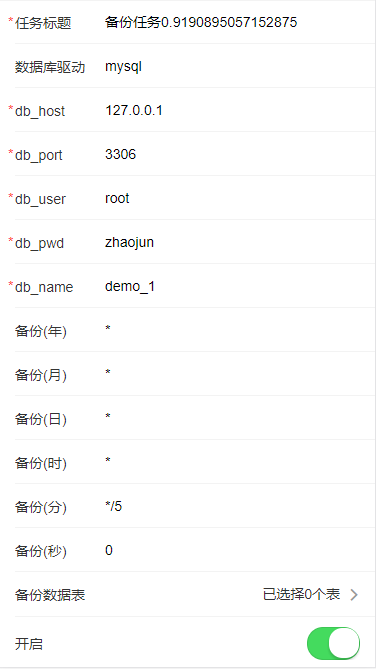 *任务标题 备份任务0.9190895057152875
数据库驱动 mysql
*db_host 127.0.0.1
*db_port 3306
*db_user root
*db_pwd zhaojun
*db_name demo_1
备份(年) *
备份(月) *
备份(日) *
备份(时) *
备份(分) */5
备份(秒) 0
备份数据表 已选择0个表
开启